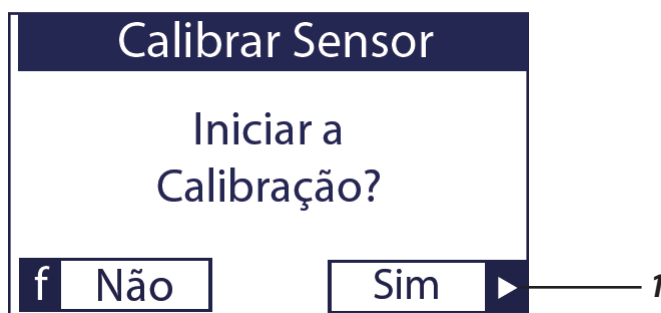 Calibrar Sensor
Iniciar a
Calibração?
f Não Sim ▶ 1